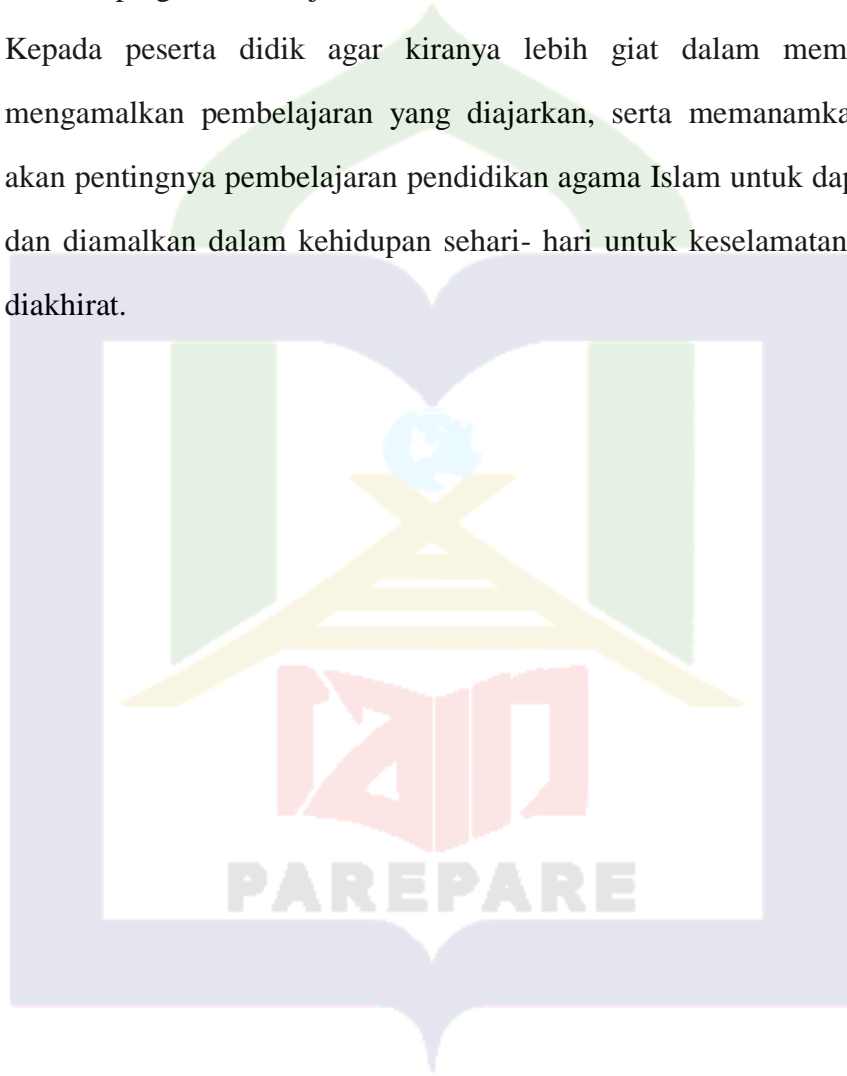 Kepada peserta didik agar kiranya lebih giat dalam mem
mengamalkan pembelajaran yang diajarkan, serta memanamka
akan pentingnya pembelajaran pendidikan agama Islam untuk dap
dan diamalkan dalam kehidupan sehari- hari untuk keselamatan
diakhirat.
iain
PAREPARE